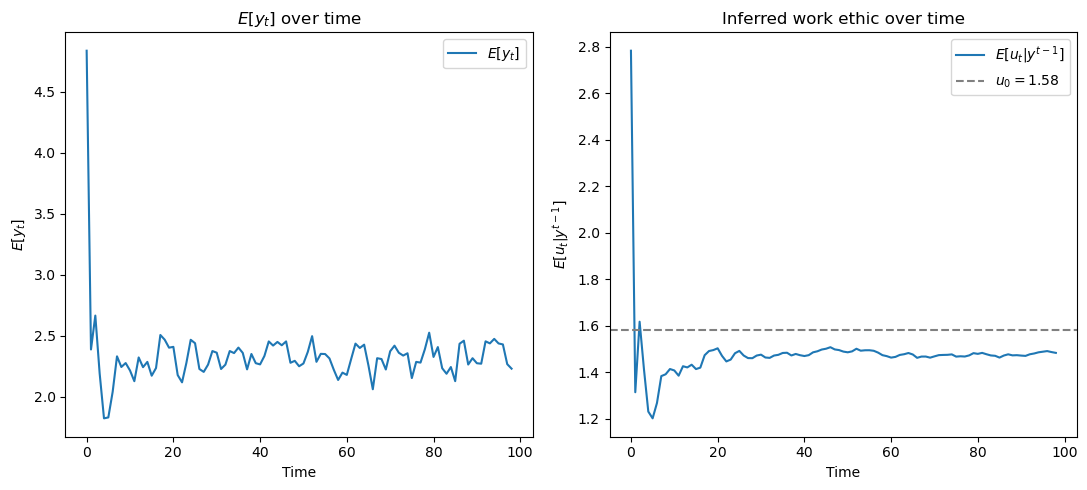 E[y_t] over time
E[y_t]
4.5
4.0
3.5
3.0
2.5
2.0
0 20 40 60 80 100
Time
E[y_t]
Inferred work ethic over time
E[u_t|y^{t-1}]
u_0 = 1.58
2.8
2.6
2.4
2.2
2.0
1.8
1.6
1.4
1.2
0 20 40 60 80 100
Time
E[u_t|y^{t-1}]